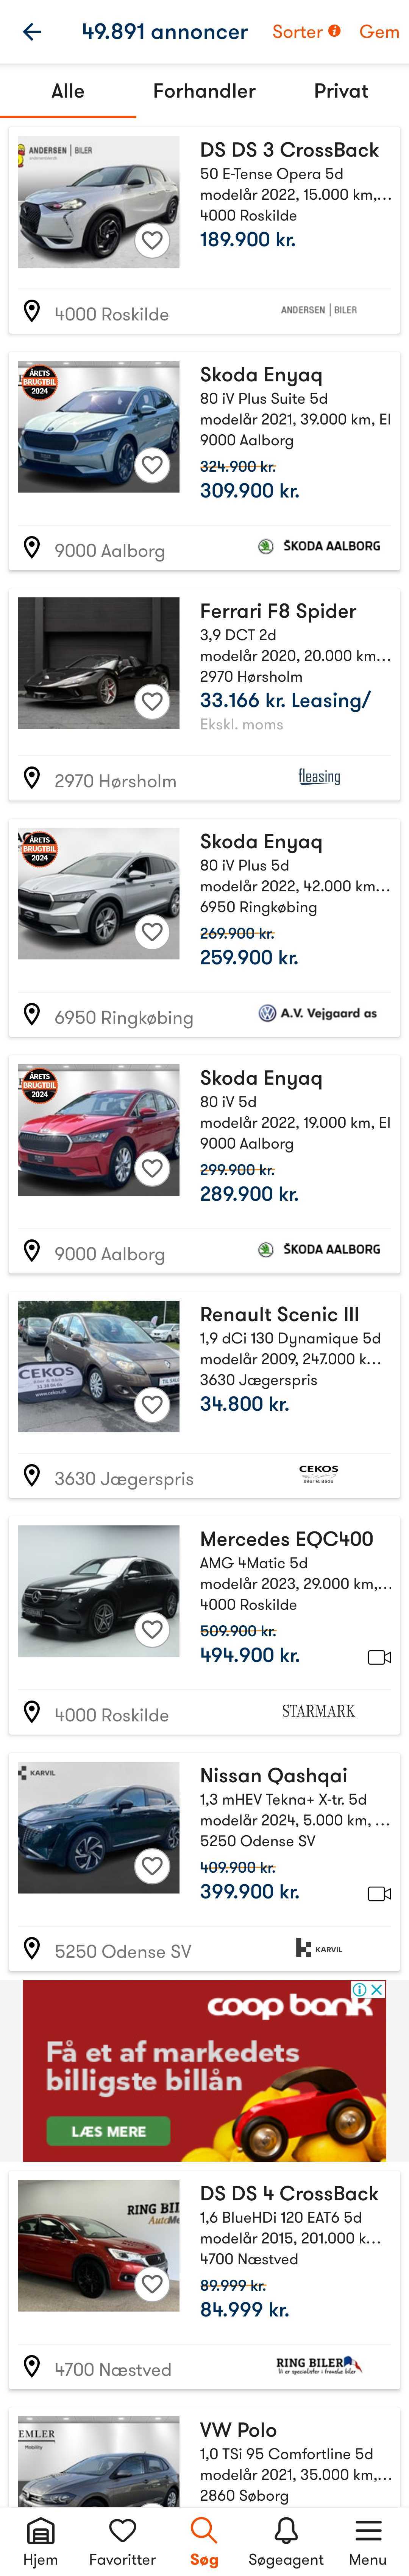 49.891 annoncer Sorter Gem
Alle Forhandler Privat
ANDERSEN | BILER
DS DS 3 CrossBack
50 E-Tense Opera 5d
modelår 2022, 15.000 km,...
4000 Roskilde
189.900 kr.
4000 Roskilde ANDERSEN | BILER
ÅRETS
BRUGTBIL
2024
Skoda Enyaq
80 iV Plus Suite 5d
modelår 2021, 39.000 km, El
9000 Aalborg
324.900 kr.
309.900 kr.
9000 Aalborg ŠKODA AALBORG
Ferrari F8 Spider
3,9 DCT 2d
modelår 2020, 20.000 km...
2970 Hørsholm
33.166 kr. Leasing/
Ekskl. moms
2970 Hørsholm fleasing
ÅRETS
BRUGTBIL
2024
Skoda Enyaq
80 iV Plus 5d
modelår 2022, 42.000 km...
6950 Ringkøbing
269.900 kr.
259.900 kr.
6950 Ringkøbing A.V. Vejgaard as
ÅRETS
BRUGTBIL
2024
Skoda Enyaq
80 iV 5d
modelår 2022, 19.000 km, El
9000 Aalborg
299.900 kr.
289.900 kr.
9000 Aalborg ŠKODA AALBORG
CEKOS
Renault Scenic III
1,9 dCi 130 Dynamique 5d
modelår 2009, 247.000 k...
3630 Jægerspris
34.800 kr.
3630 Jægerspris CEKOS
Biler & Både
Mercedes EQC400
AMG 4Matic 5d
modelår 2023, 29.000 km,...
4000 Roskilde
509.900 kr.
494.900 kr.
4000 Roskilde STARMARK
KARVIL
Nissan Qashqai
1,3 mHEV Tekna+ X-tr. 5d
modelår 2024, 5.000 km, ...
5250 Odense SV
409.900 kr.
399.900 kr.
5250 Odense SV KARVIL
coop bank
Få et af markedets
billigste billån
LÆS MERE
RING BIL
AutoMe
DS DS 4 CrossBack
1,6 BlueHDi 120 EAT6 5d
modelår 2015, 201.000 k...
4700 Næstved
89.999 kr.
84.999 kr.
4700 Næstved RING BILER
Vi er specialister i franske biler
EMLER
Mobility
VW Polo
1,0 TSi 95 Comfortline 5d
modelår 2021, 35.000 km,...
2860 Søborg
Hjem Favoritter Søg Søgeagent Menu